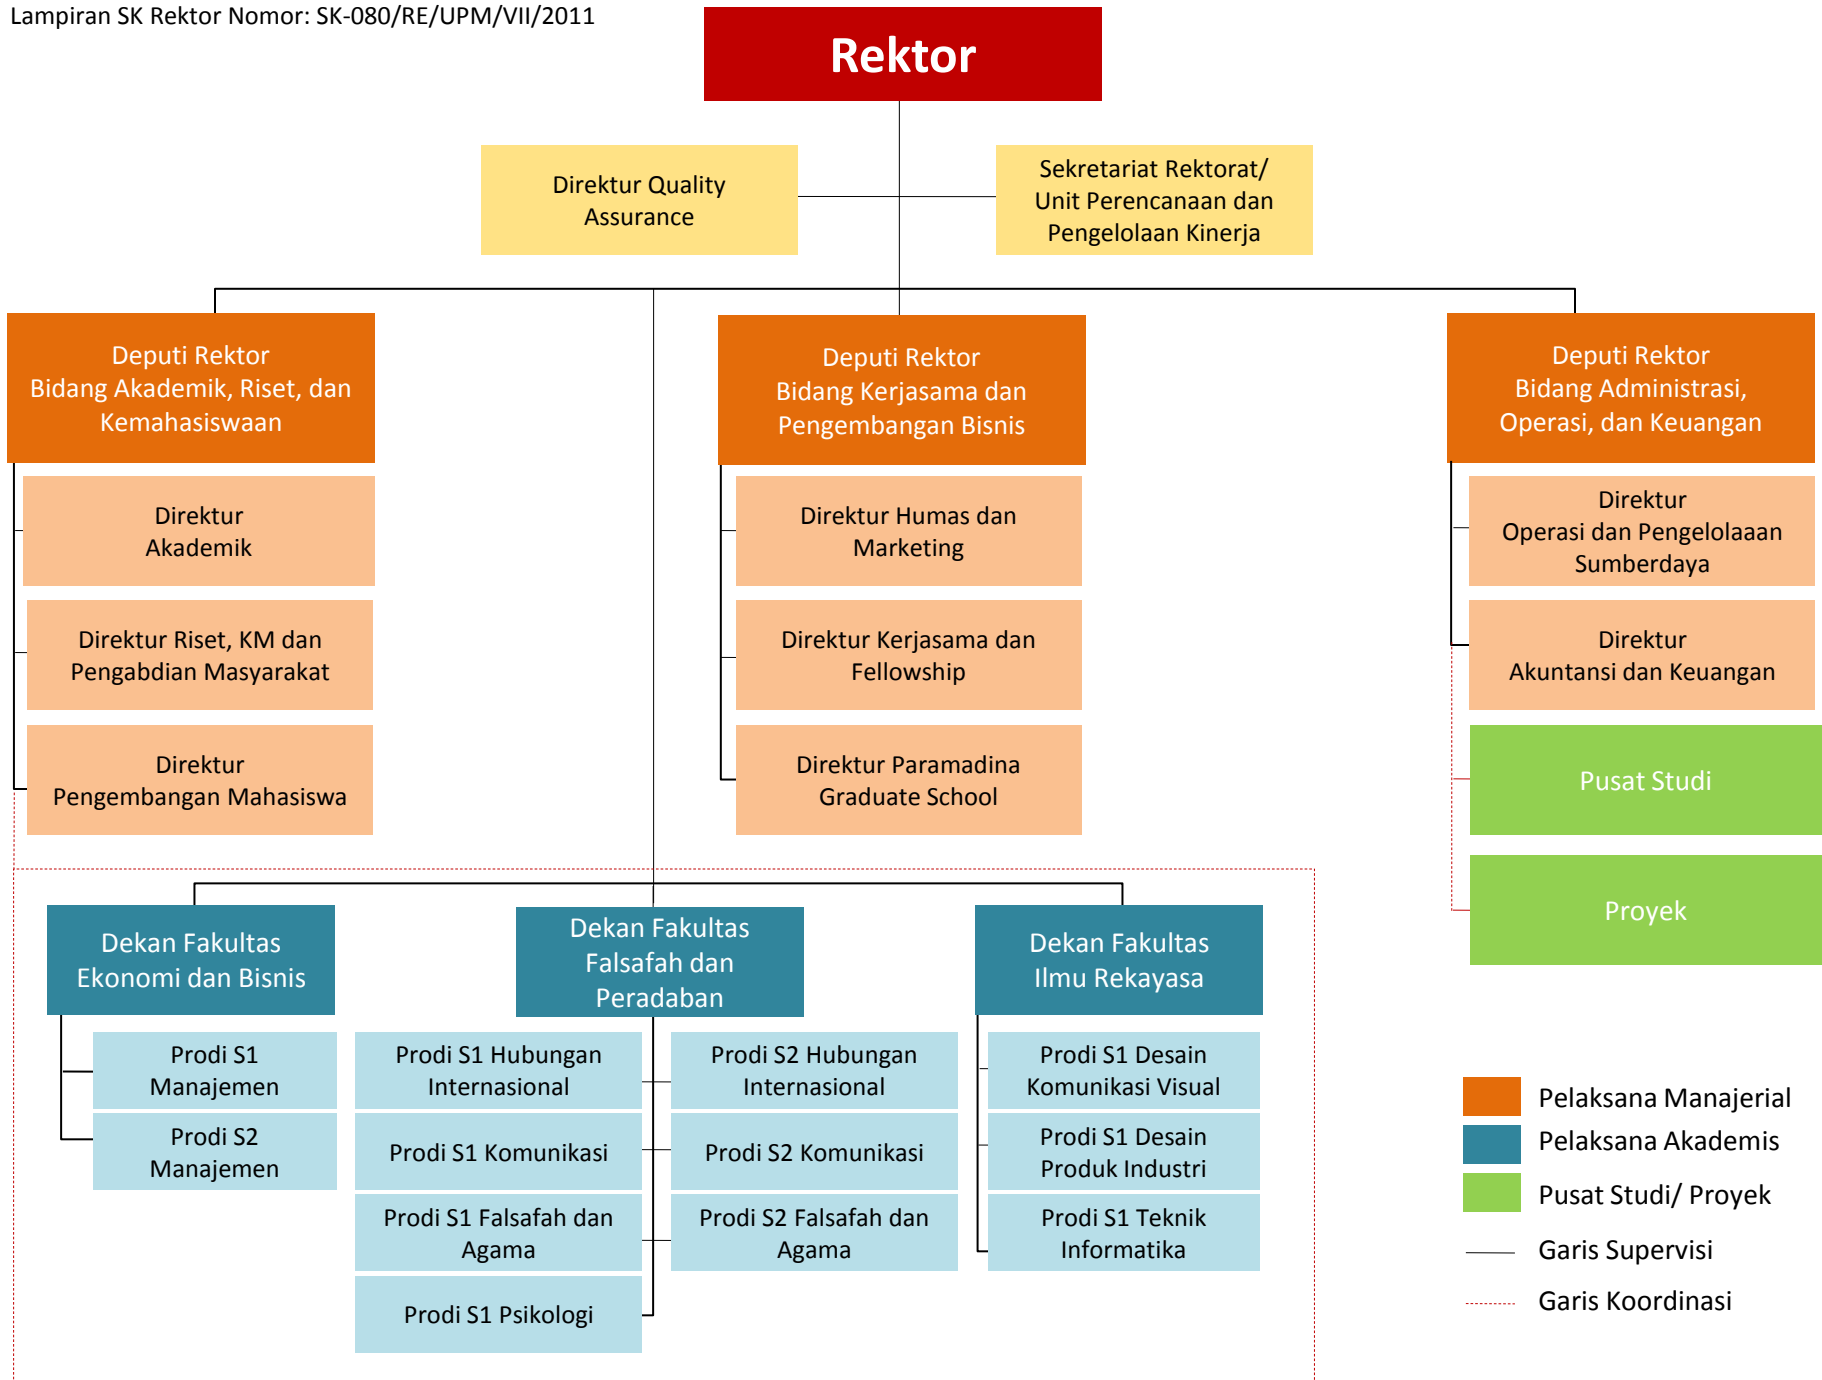 Lampiran SK Rektor Nomor: SK-080/RE/UPM/VII/2011
Rektor
Direktur Quality
Assurance
Sekretariat Rektorat/
Unit Perencanaan dan
Pengelolaan Kinerja
Deputi Rektor
Bidang Akademik, Riset, dan
Kemahasiswaan
Deputi Rektor
Bidang Kerjasama dan
Pengembangan Bisnis
Deputi Rektor
Bidang Administrasi,
Operasi, dan Keuangan
Direktur
Akademik
Direktur Riset, KM dan
Pengabdian Masyarakat
Direktur
Pengembangan Mahasiswa
Direktur Humas dan
Marketing
Direktur Kerjasama dan
Fellowship
Direktur Paramadina
Graduate School
Direktur
Operasi dan Pengelolaaan
Sumberdaya
Direktur
Akuntansi dan Keuangan
Pusat Studi
Proyek
Dekan Fakultas
Ekonomi dan Bisnis
Prodi S1
Manajemen
Prodi S2
Manajemen
Dekan Fakultas
Falsafah dan
Peradaban
Prodi S1 Hubungan
Internasional
Prodi S1 Komunikasi
Prodi S1 Falsafah dan
Agama
Prodi S1 Psikologi
Prodi S2 Hubungan
Internasional
Prodi S2 Komunikasi
Prodi S2 Falsafah dan
Agama
Dekan Fakultas
Ilmu Rekayasa
Prodi S1 Desain
Komunikasi Visual
Prodi S1 Desain
Produk Industri
Prodi S1 Teknik
Informatika
Pelaksana Manajerial
Pelaksana Akademis
Pusat Studi/ Proyek
Garis Supervisi
Garis Koordinasi